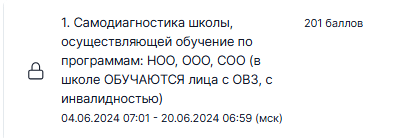 1. Самодиагностика школы, 201 баллов
осуществляющей обучение по
программам: НОО, ООО, СОО (в
школе ОБУЧАЮТСЯ лица с ОВЗ, с
инвалидностью)
04.06.2024 07:01 - 20.06.2024 06:59 (мск)